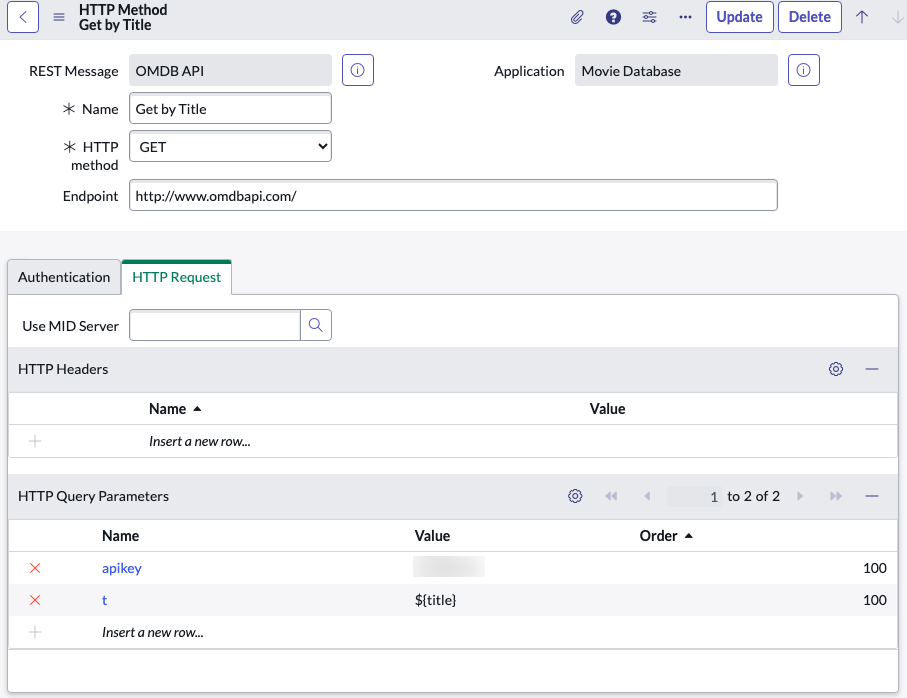 HTTP Method
Get by Title
Update
Delete
REST Message
OMDB API
Application
Movie Database
Name
Get by Title
HTTP method
GET
Endpoint
http://www.omdbapi.com/
Authentication
HTTP Request
Use MID Server
HTTP Headers
Name Value
Insert a new row...
HTTP Query Parameters
1 to 2 of 2
Name Value Order
apikey 100
t ${title} 100
Insert a new row...